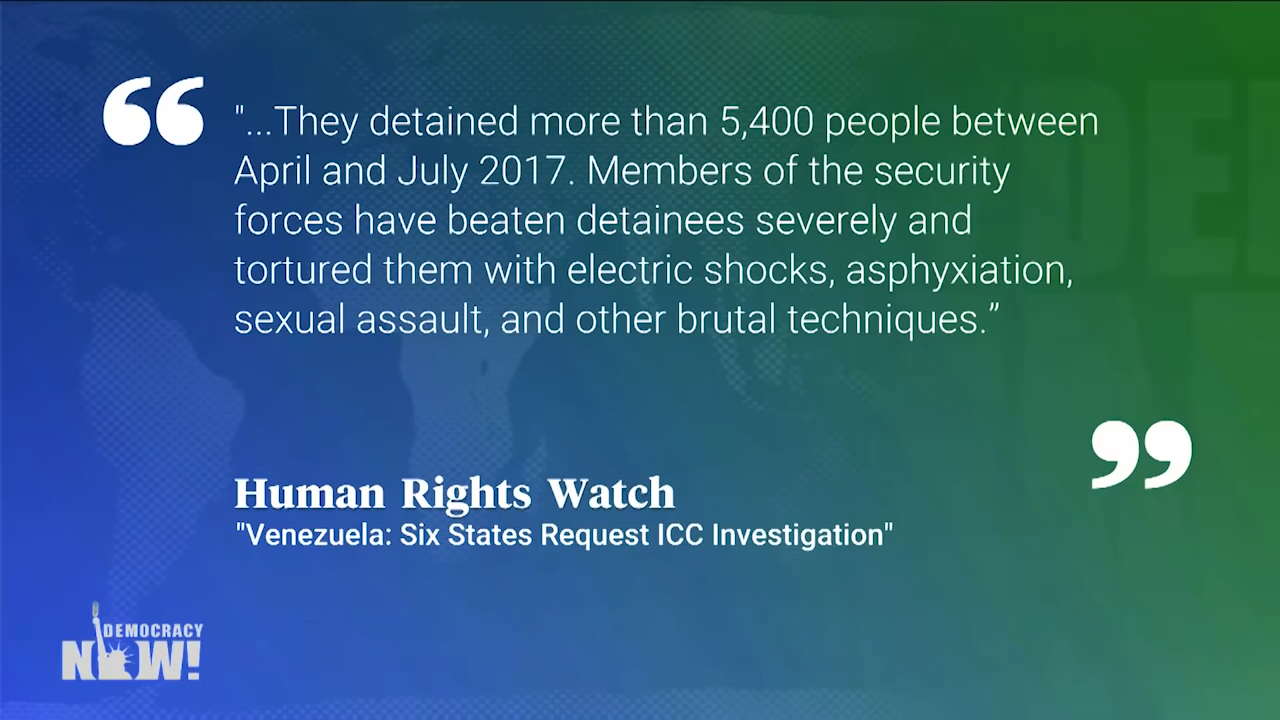 "...They detained more than 5,400 people between
April and July 2017. Members of the security
forces have beaten detainees severely and
tortured them with electric shocks, asphyxiation,
sexual assault, and other brutal techniques.”
Human Rights Watch
"Venezuela: Six States Request ICC Investigation"
DEMOCRACY
NOW!